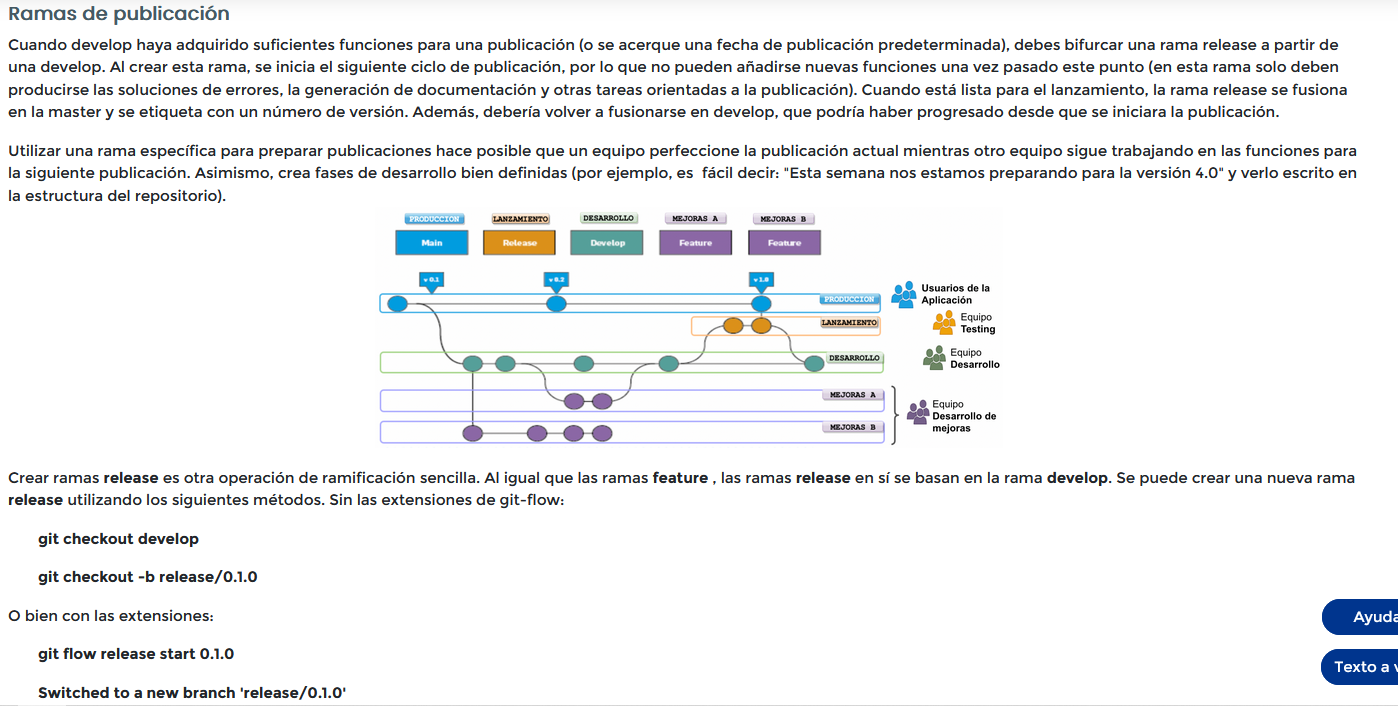 Ramas de publicación
Cuando develop haya adquirido suficientes funciones para una publicación (o se acerque una fecha de publicación predeterminada), debes bifurcar una rama release a partir de
una develop. Al crear esta rama, se inicia el siguiente ciclo de publicación, por lo que no pueden añadirse nuevas funciones una vez pasado este punto (en esta rama solo deben
producirse las soluciones de errores, la generación de documentación y otras tareas orientadas a la publicación). Cuando está lista para el lanzamiento, la rama release se fusiona
en la master y se etiqueta con un número de versión. Además, debería volver a fusionarse en develop, que podría haber progresado desde que se iniciara la publicación.
Utilizar una rama específica para preparar publicaciones hace posible que un equipo perfeccione la publicación actual mientras otro equipo sigue trabajando en las funciones para
la siguiente publicación. Asimismo, crea fases de desarrollo bien definidas (por ejemplo, es fácil decir: "Esta semana nos estamos preparando para la versión 4.0" y verlo escrito en
la estructura del repositorio).
PRODUCCION LANZAMIENTO DESARROLLO MEJORAS A MEJORAS B
Main Release Develop Feature Feature
v 0.1 v 0.2 v 1.0
PRODUCCION
Usuarios de la
Aplicación
LANZAMIENTO
Equipo
Testing
DESARROLLO
Equipo
Desarrollo
MEJORAS A
MEJORAS B
Equipo
Desarrollo de
mejoras
Crear ramas release es otra operación de ramificación sencilla. Al igual que las ramas feature , las ramas release en sí se basan en la rama develop. Se puede crear una nueva rama
release utilizando los siguientes métodos. Sin las extensiones de git-flow:
git checkout develop
git checkout -b release/0.1.0
O bien con las extensiones:
git flow release start 0.1.0
Switched to a new branch 'release/0.1.0'
Ayuda
Texto a